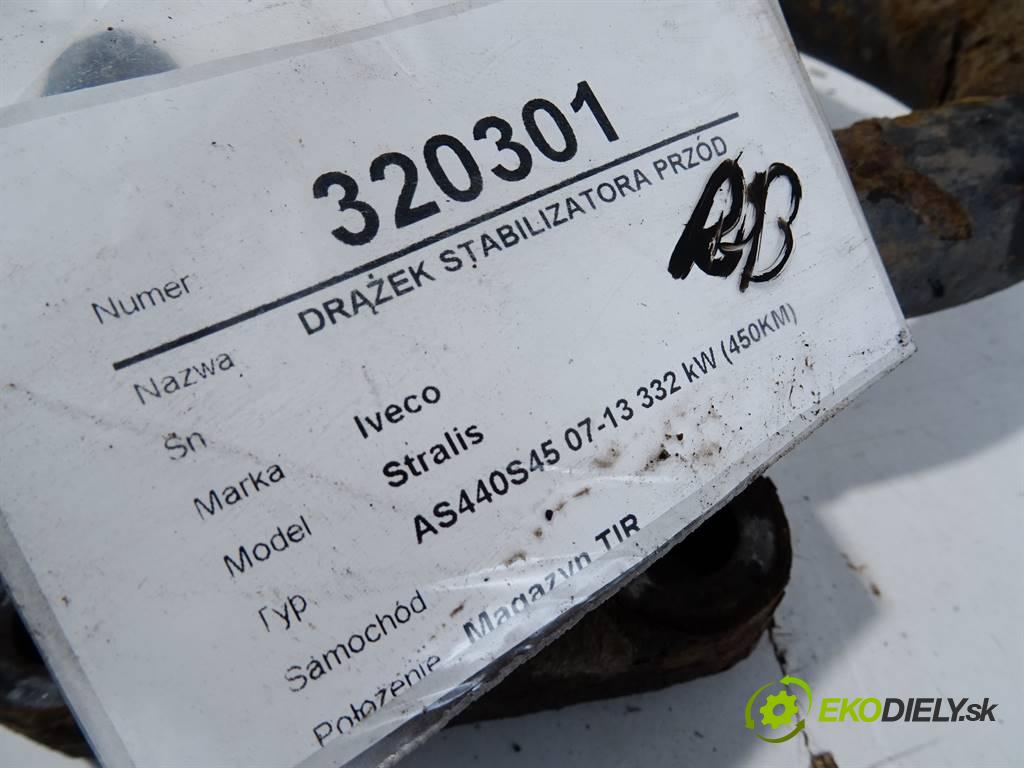 Numer 320301
Nazwa DRĄŻEK STABILIZATORA PRZÓD
Sn
Marka Iveco
Model Stralis
Typ AS440S45 07-13 332 kW (450KM)
Samochód
Położenie Magazyn TIR
EKODIELY.sk